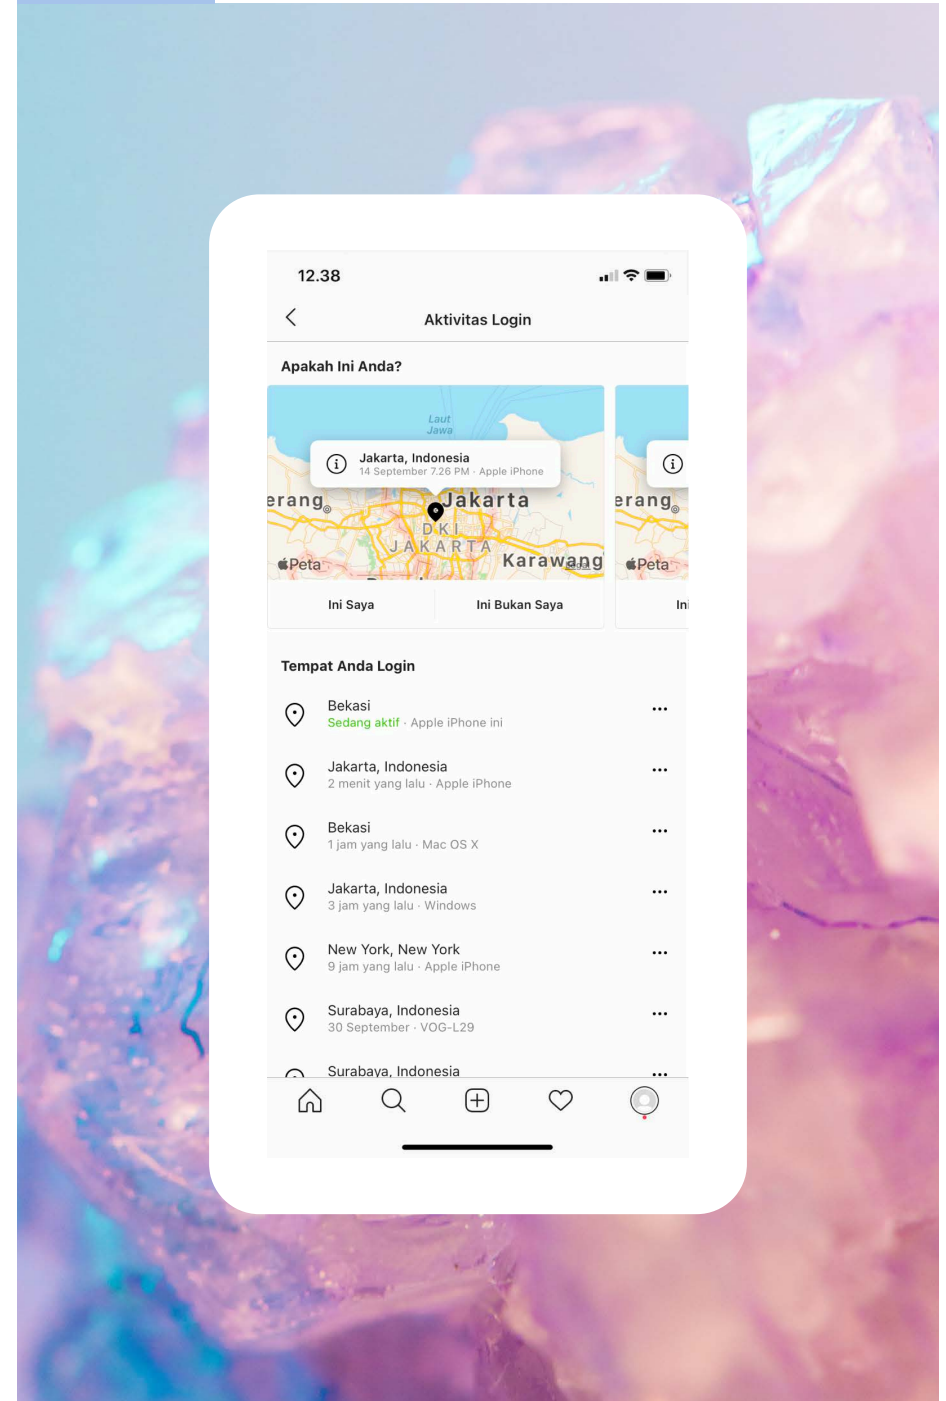 12.38
Aktivitas Login
Apakah Ini Anda?
Laut
Jawa
Jakarta, Indonesia
14 September 7.26 PM · Apple iPhone
erang
Jakarta
erang
DKI
JAKARTA
Karawang
Peta
Peta
Ini Saya
Ini Bukan Saya
Ini
Tempat Anda Login
Bekasi
Sedang aktif · Apple iPhone ini
Jakarta, Indonesia
2 menit yang lalu · Apple iPhone
Bekasi
1 jam yang lalu · Mac OS X
Jakarta, Indonesia
3 jam yang lalu · Windows
New York, New York
9 jam yang lalu · Apple iPhone
Surabaya, Indonesia
30 September · VOG-L29
Surabaya, Indonesia